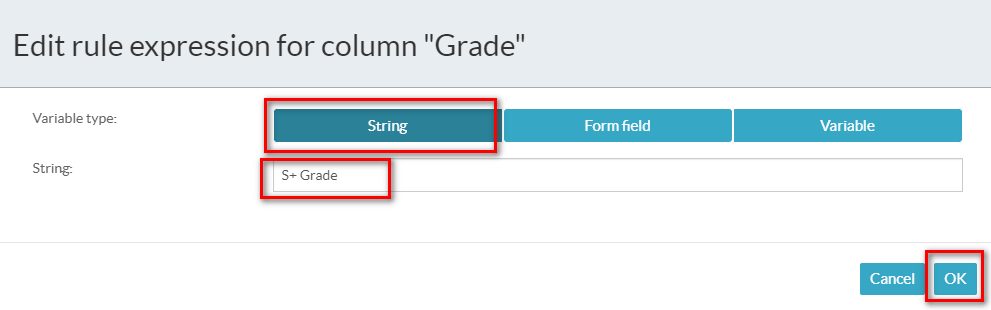 Edit rule expression for column "Grade"
Variable type:
String Form field Variable
String:
S+ Grade
Cancel OK